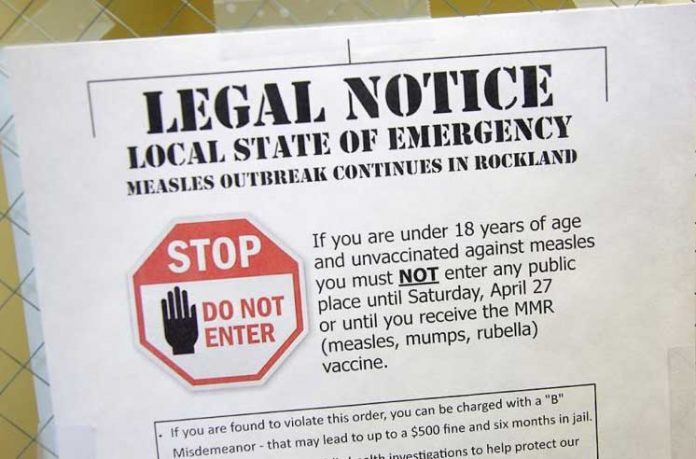 LEGAL NOTICE
LOCAL STATE OF EMERGENCY
MEASLES OUTBREAK CONTINUES IN ROCKLAND
STOP
DO NOT
ENTER
If you are under 18 years of age
and unvaccinated against measles
you must NOT enter any public
place until Saturday, April 27
or until you receive the MMR
(measles, mumps, rubella)
vaccine.
• If you are found to violate this order, you can be charged with a "B"
Misdemeanor - that may lead to up to a $500 fine and six months in jail.
investigations to help protect our